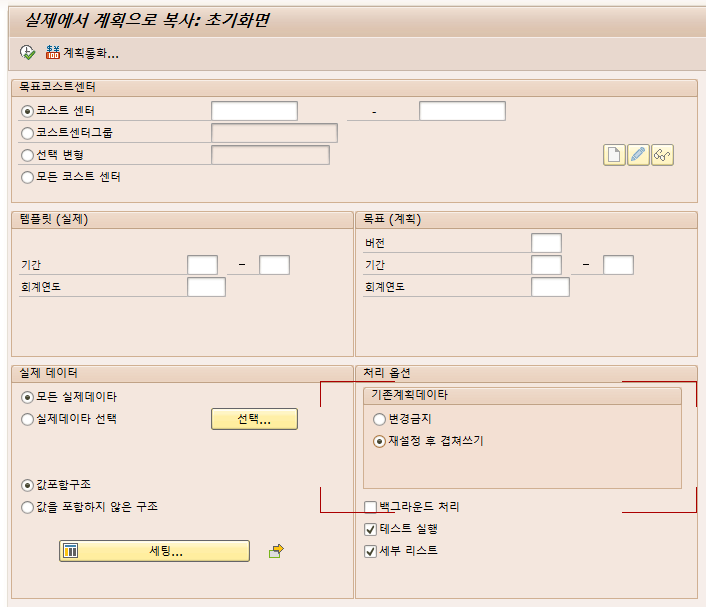 실제에서 계획으로 복사: 초기화면
계획통화...
목표코스트센터
코스트 센터 -
코스트센터그룹
선택 변형
모든 코스트 센터
템플릿 (실제)
기간 -
회계연도
목표 (계획)
버전
기간 -
회계연도
실제 데이터
모든 실제데이타
실제데이타 선택 선택...
값포함구조
값을 포함하지 않은 구조
세팅...
처리 옵션
기존계획데이타
변경금지
재설정 후 겹쳐쓰기
백그라운드 처리
테스트 실행
세부 리스트